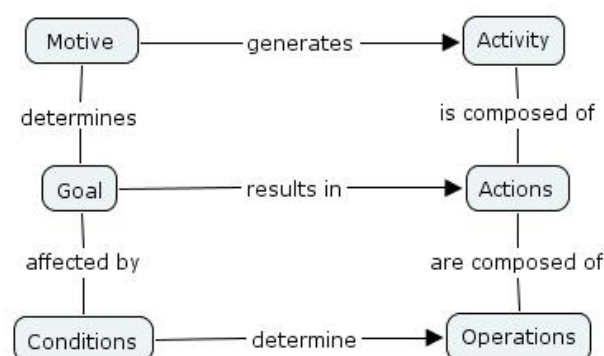 Motive generates Activity
determines is composed of
Goal results in Actions
affected by are composed of
Conditions determine Operations